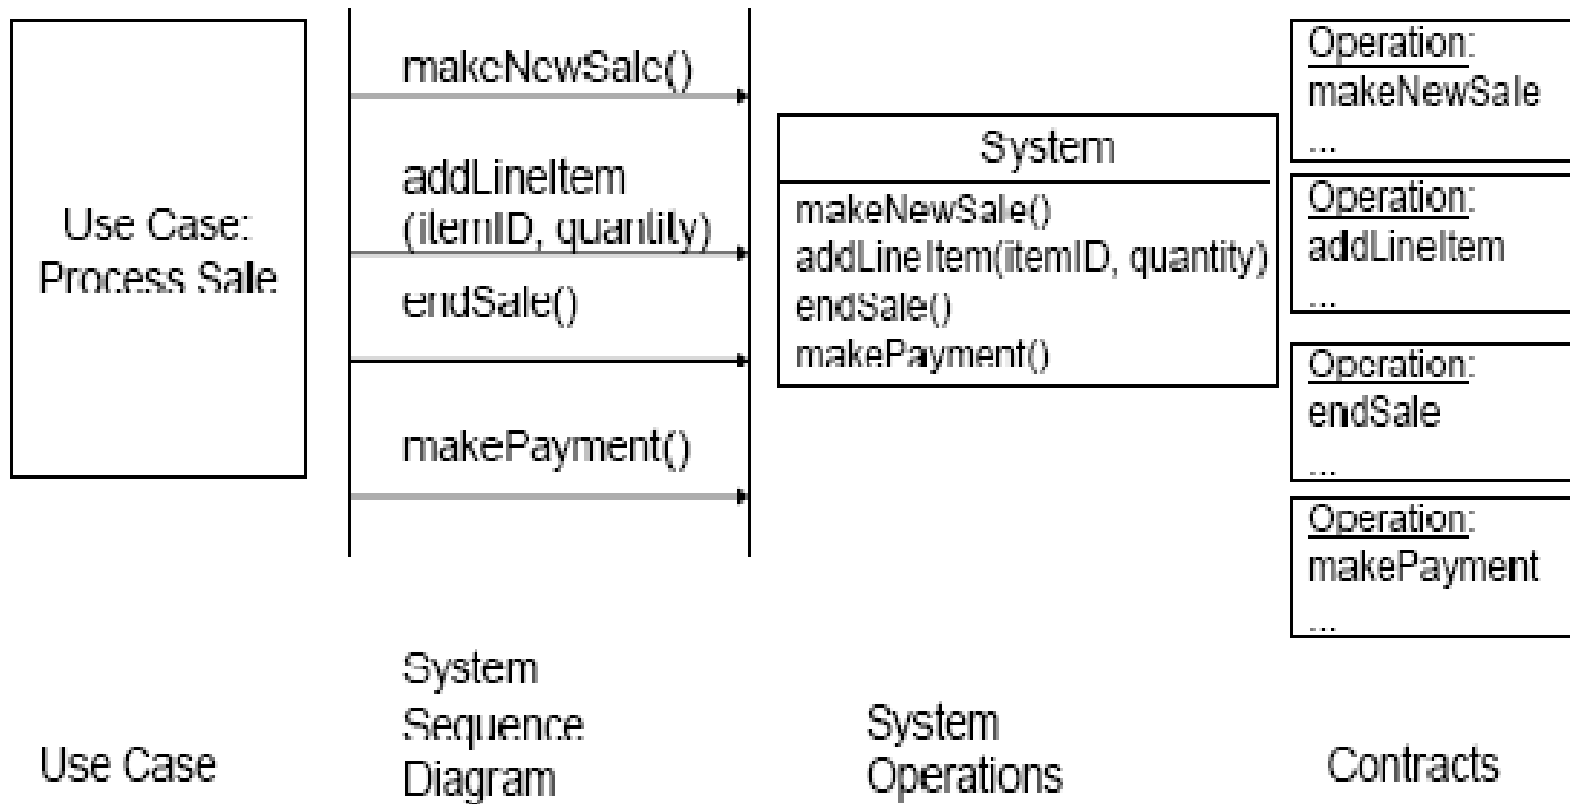 Use Case:
Process Sale
makeNewSale()
addLineItem
(itemID, quantity)
endSale()
makePayment()
System
makeNewSale()
addLineItem(itemID, quantity)
endSale()
makePayment()
Operation:
makeNewSale
...
Operation:
addLineItem
...
Operation:
endSale
...
Operation:
makePayment
...
Use Case
System
Sequence
Diagram
System
Operations
Contracts